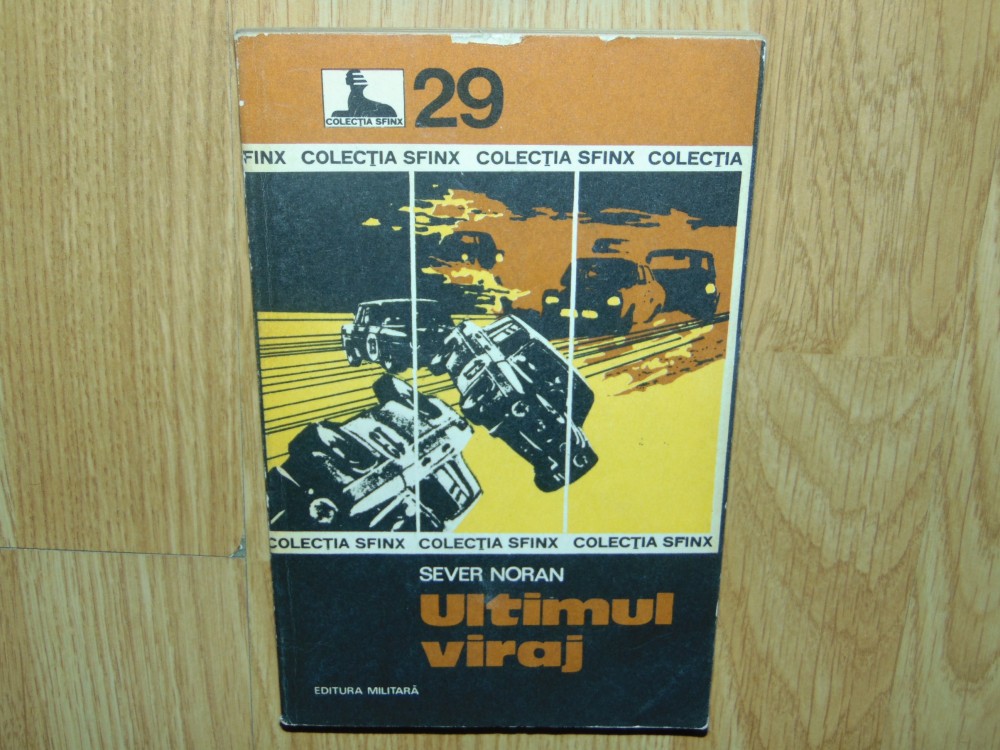 COLECȚIA SFINX
29
FINX COLECȚIA SFINX COLECȚIA SFINX COLECȚIA
COLECȚIA SFINX COLECȚIA SFINX COLECȚIA SFINX
SEVER NORAN
Ultimul
viraj
EDITURA MILITARĂ